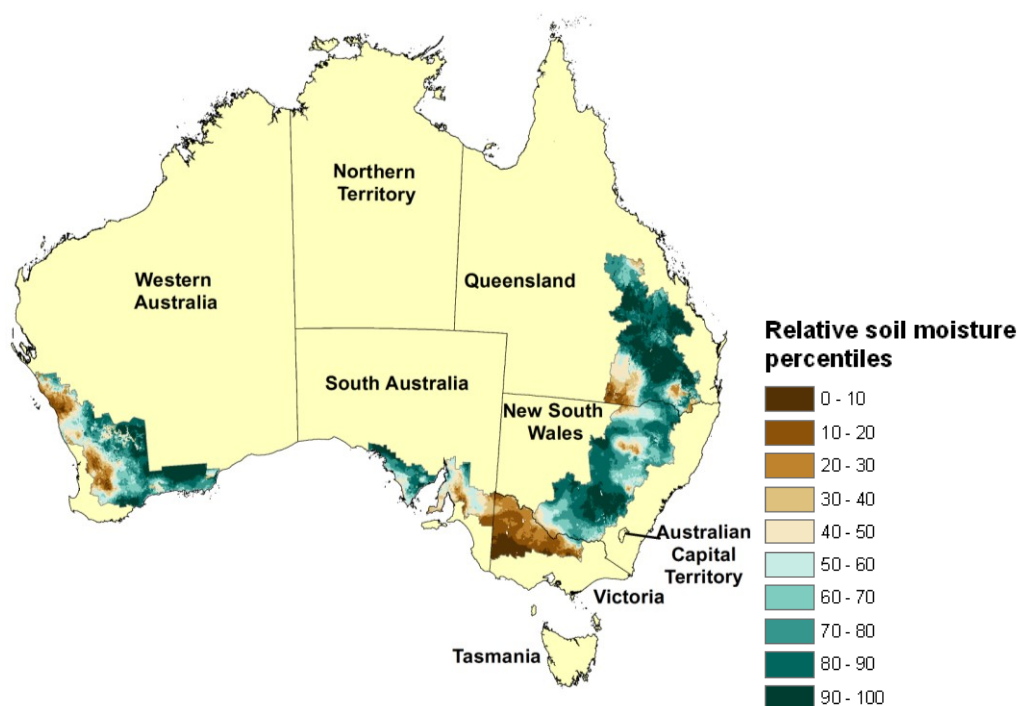 Northern
Territory
Western
Australia
Queensland
South Australia
New South
Wales
Australian
Capital
Territory
Victoria
Tasmania
Relative soil moisture
percentiles
0 - 10
10 - 20
20 - 30
30 - 40
40 - 50
50 - 60
60 - 70
70 - 80
80 - 90
90 - 100